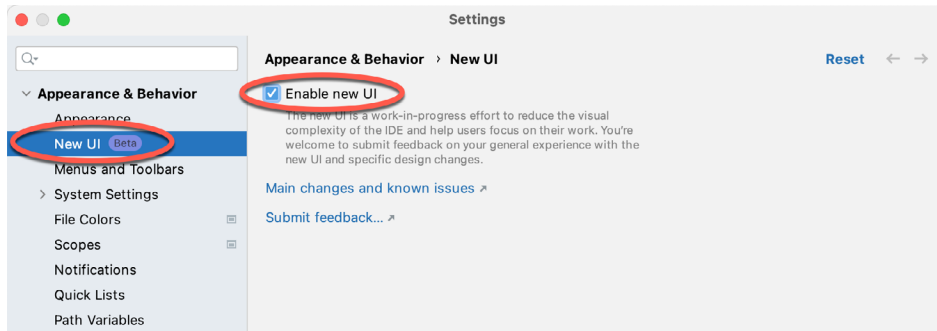 Settings
Appearance & Behavior › New UI
Reset
Appearance & Behavior
Enable new UI
Appearance
The new UI is a work-in-progress effort to reduce the visual
complexity of the IDE and help users focus on their work. You're
welcome to submit feedback on your general experience with the
new UI and specific design changes.
New UI Beta
Menus and Toolbars
Main changes and known issues ↗
System Settings
Submit feedback... ↗
File Colors
Scopes
Notifications
Quick Lists
Path Variables